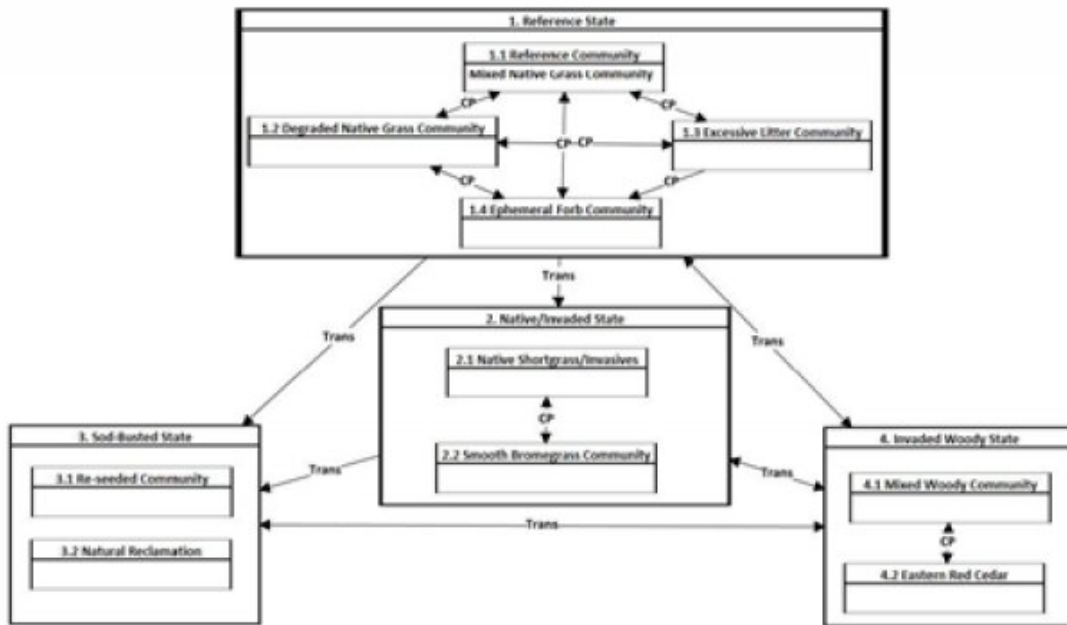 1. Reference State
1.1 Reference Community
Mixed Native Grass Community
CP
CP
1.2 Degraded Native Grass Community
1.3 Excessive Litter Community
CP
CP
CP
CP
1.4 Ephemeral Forb Community
Trans
2. Native/Invaded State
Trans
Trans
2.1 Native Shortgrass/Invasives
CP
3. Sod-Busted State
4. Invaded Woody State
2.2 Smooth Bromegrass Community
Trans
Trans
3.1 Re-seeded Community
4.1 Mixed Woody Community
Trans
CP
3.2 Natural Reclamation
4.2 Eastern Red Cedar